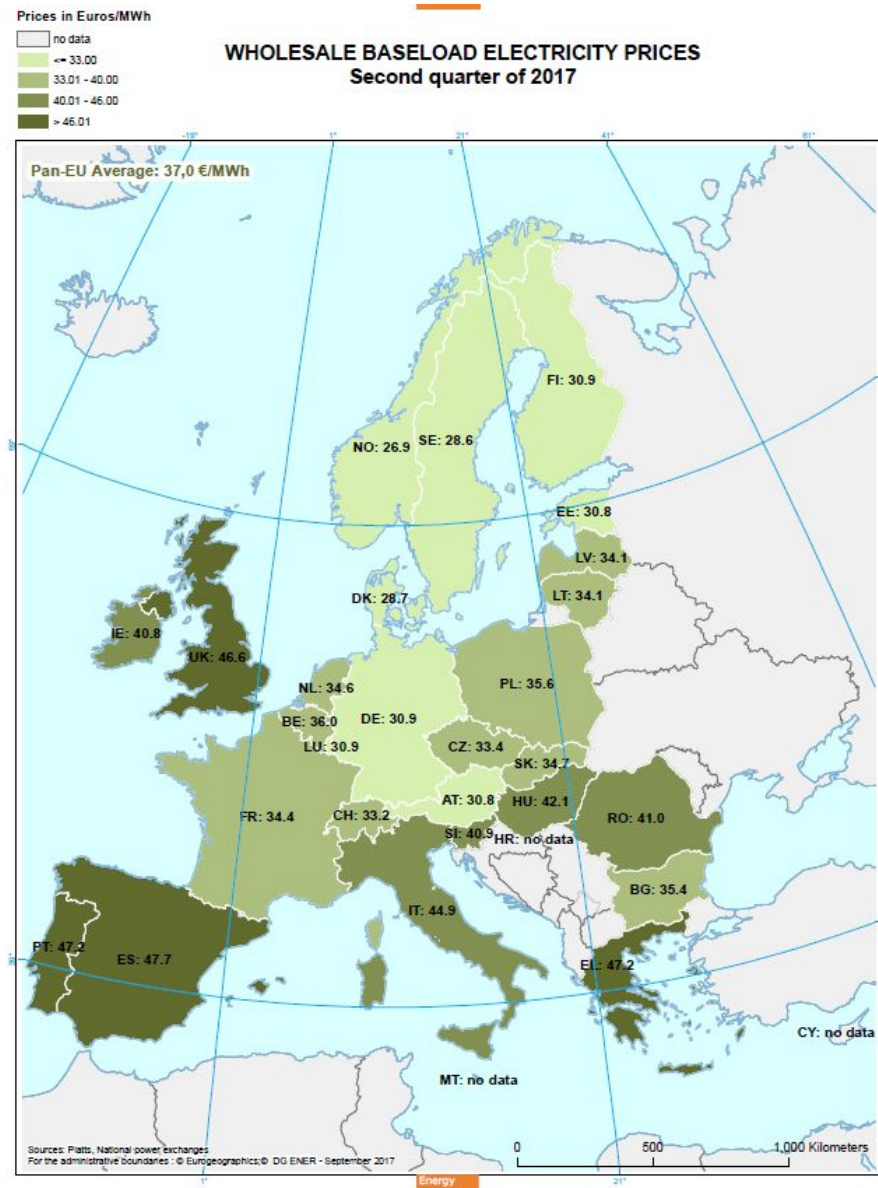 Prices in Euros/MWh
no data
<= 33.00
33.01 - 40.00
40.01 - 46.00
> 46.01
WHOLESALE BASELOAD ELECTRICITY PRICES
Second quarter of 2017
-19°
1°
21°
41°
61°
Pan-EU Average: 37,0 €/MWh
FI: 30.9
NO: 26.9
SE: 28.6
EE: 30.8
LV: 34.1
LT: 34.1
DK: 28.7
IE: 40.8
UK: 46.6
NL: 34.6
PL: 35.6
BE: 36.0
DE: 30.9
LU: 30.9
CZ: 33.4
SK: 34.7
AT: 30.8
HU: 42.1
FR: 34.4
CH: 33.2
RO: 41.0
SI: 40.9
HR: no data
BG: 35.4
IT: 44.9
PT: 47.2
ES: 47.7
EL: 47.2
CY: no data
MT: no data
0 500 1,000 Kilometers
Sources: Platts, National power exchanges
For the administrative boundaries : © Eurogeographics;© DG ENER - September 2017
1°
21°
Energy